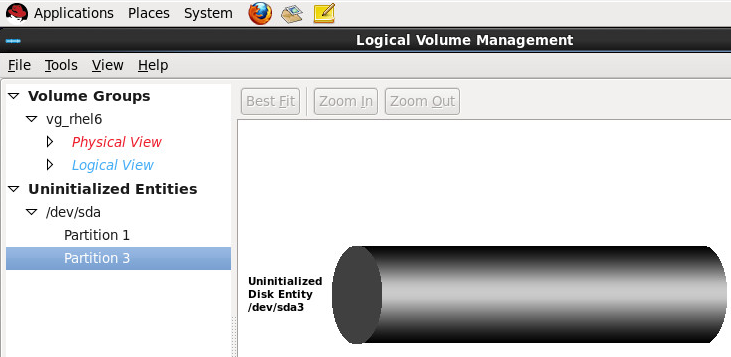 Applications Places System
Logical Volume Management
File Tools View Help
Volume Groups
vg_rhel6
Physical View
Logical View
Uninitialized Entities
/dev/sda
Partition 1
Partition 3
Best Fit Zoom In Zoom Out
Uninitialized
Disk Entity
/dev/sda3